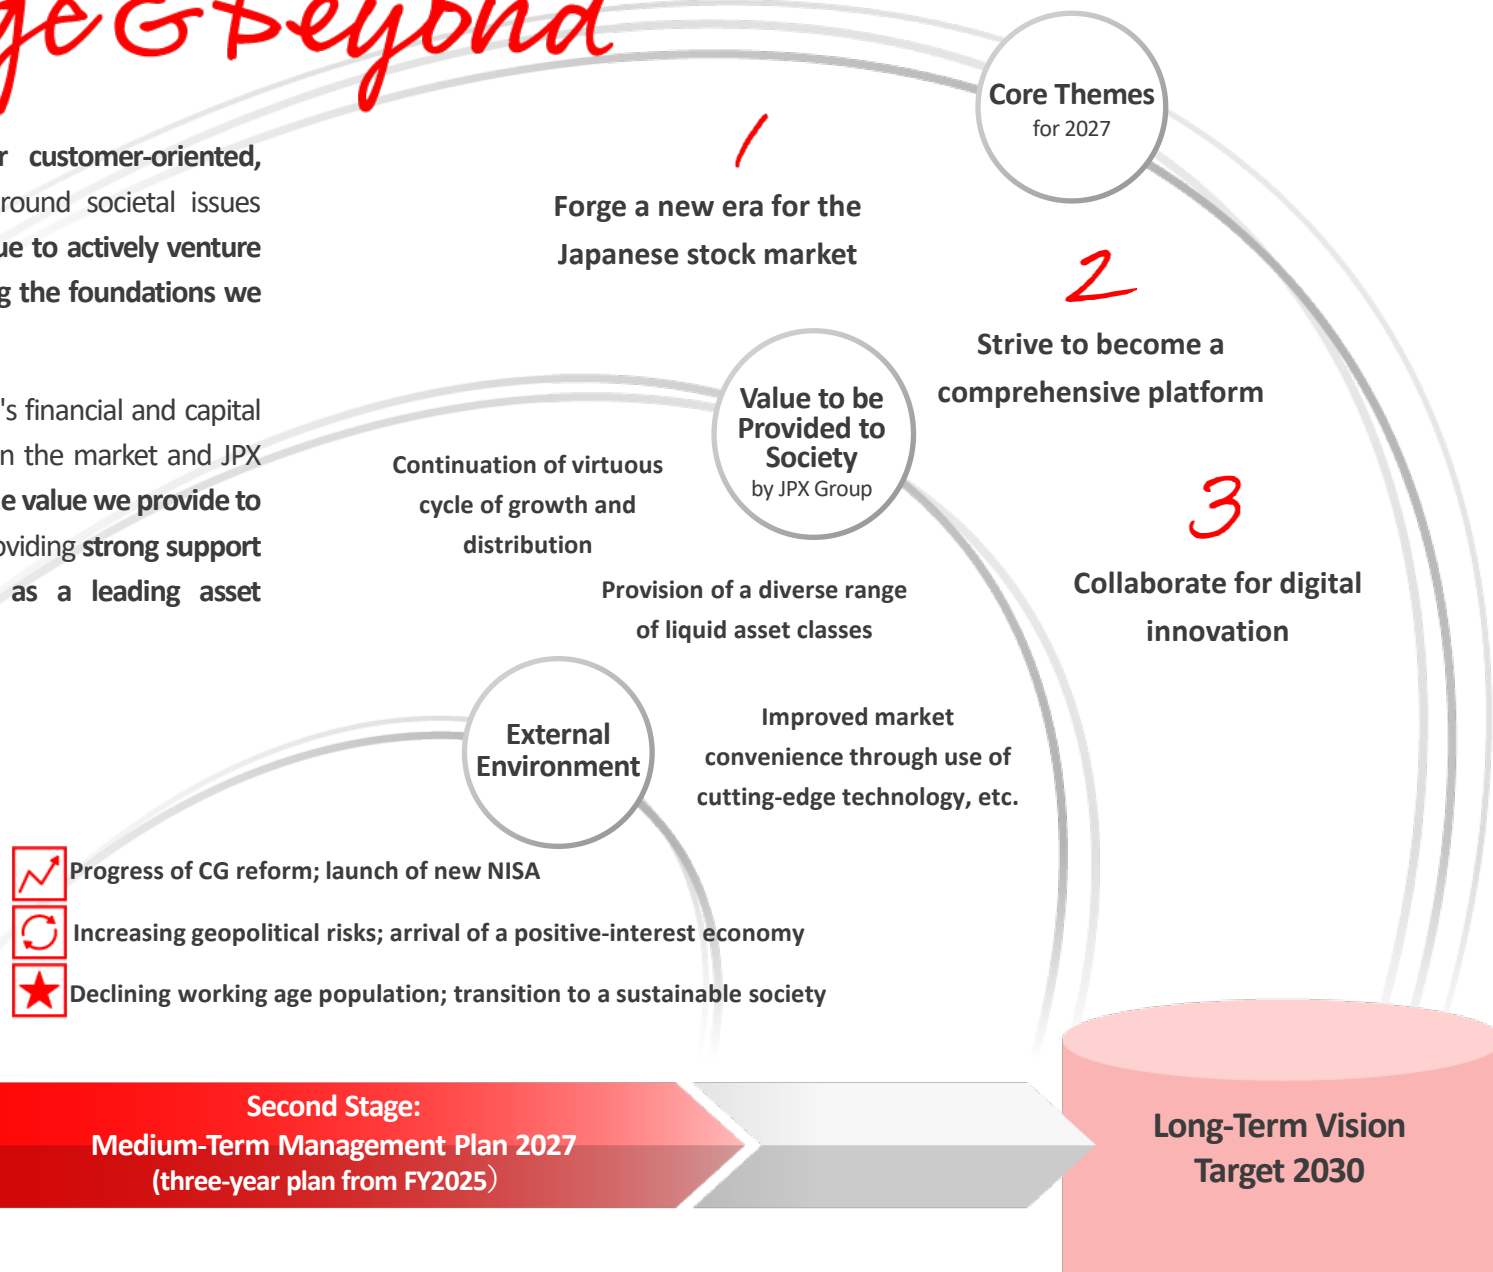 & Beyond
customer-oriented,
societal issues
to actively venture
the foundations we
's financial and capital
the market and JPX
value we provide to
strong support
as a leading asset
Core Themes
for 2027
1
Forge a new era for the
Japanese stock market
2
Strive to become a
comprehensive platform
3
Collaborate for digital
innovation
Value to be
Provided to
Society
by JPX Group
Continuation of virtuous
cycle of growth and
distribution
Provision of a diverse range
of liquid asset classes
Improved market
convenience through use of
cutting-edge technology, etc.
External
Environment
Progress of CG reform; launch of new NISA
Increasing geopolitical risks; arrival of a positive-interest economy
Declining working age population; transition to a sustainable society
Second Stage:
Medium-Term Management Plan 2027
(three-year plan from FY2025）
Long-Term Vision
Target 2030